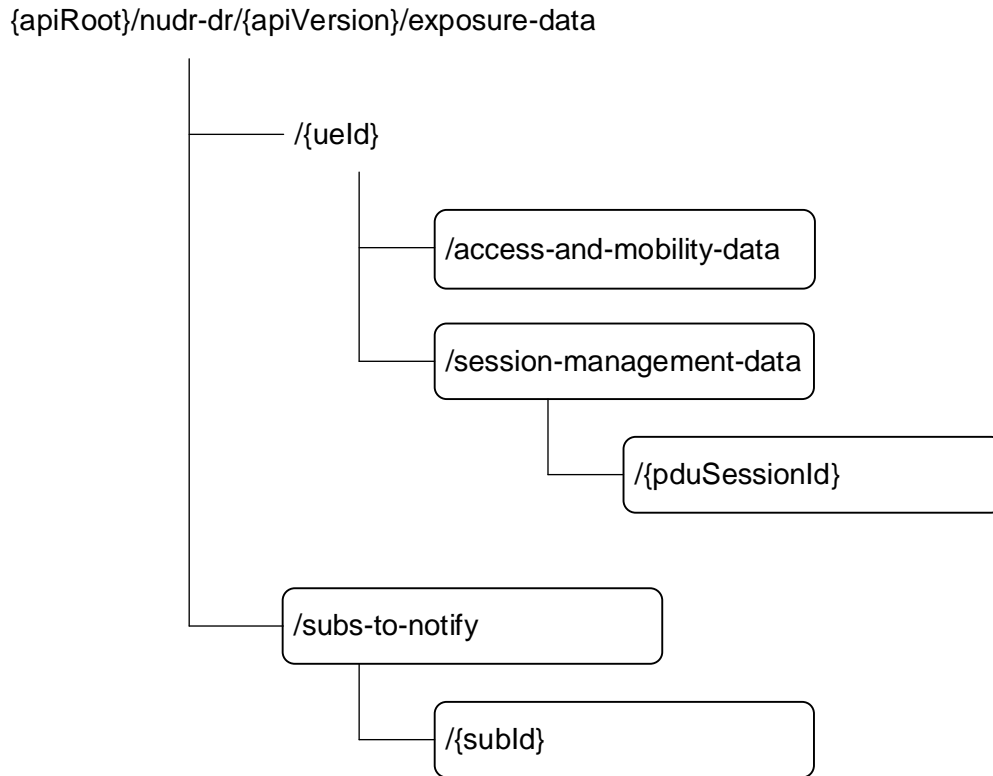 {apiRoot}/nudr-dr/{apiVersion}/exposure-data
/{ueId}
/access-and-mobility-data
/session-management-data
/{pduSessionId}
/subs-to-notify
/{subId}